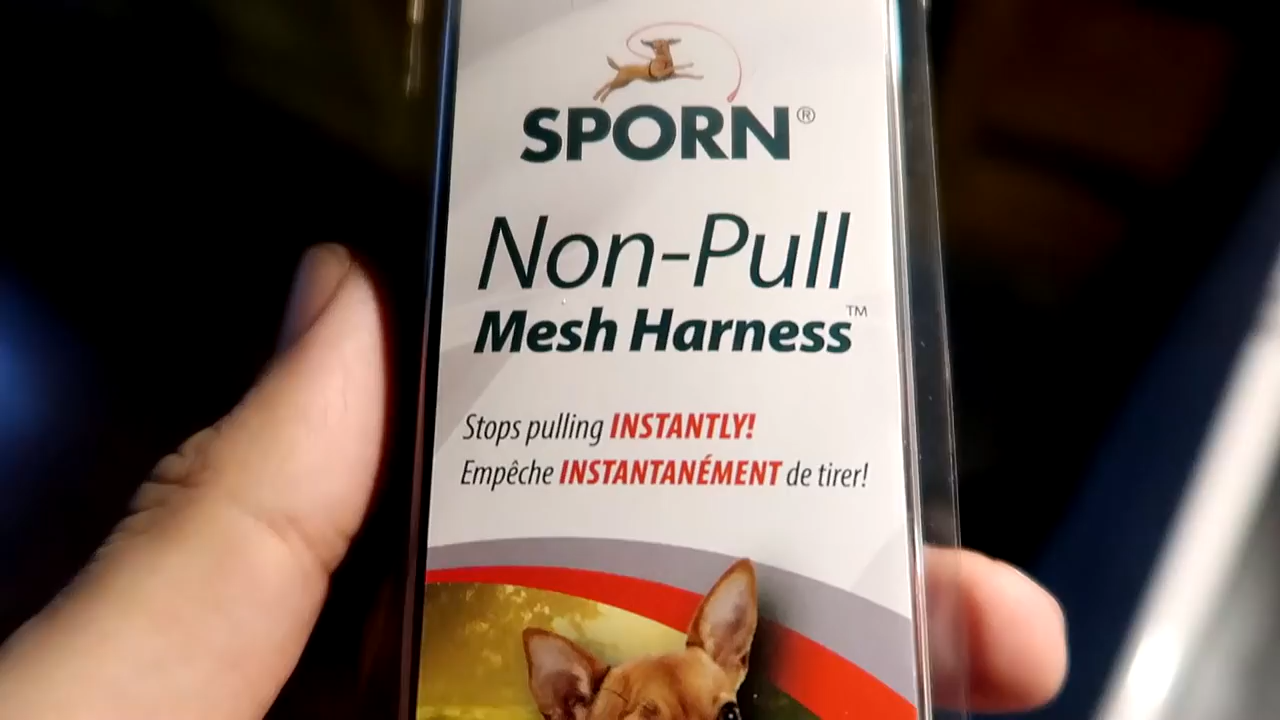 SPORN®
Non-Pull
Mesh Harness™
Stops pulling INSTANTLY!
Empêche INSTANTANÉMENT de tirer!